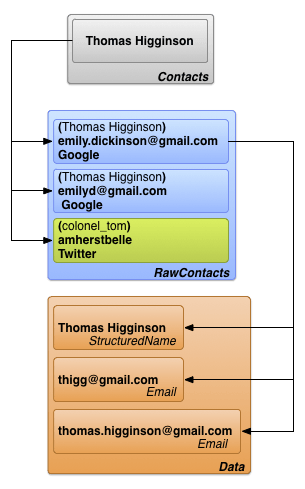 Thomas Higginson
Contacts
(Thomas Higginson)
emily.dickinson@gmail.com
Google
(Thomas Higginson)
emilyd@gmail.com
Google
(colonel_tom)
amherstbelle
Twitter
RawContacts
Thomas Higginson
StructuredName
thigg@gmail.com
Email
thomas.higginson@gmail.com
Email
Data